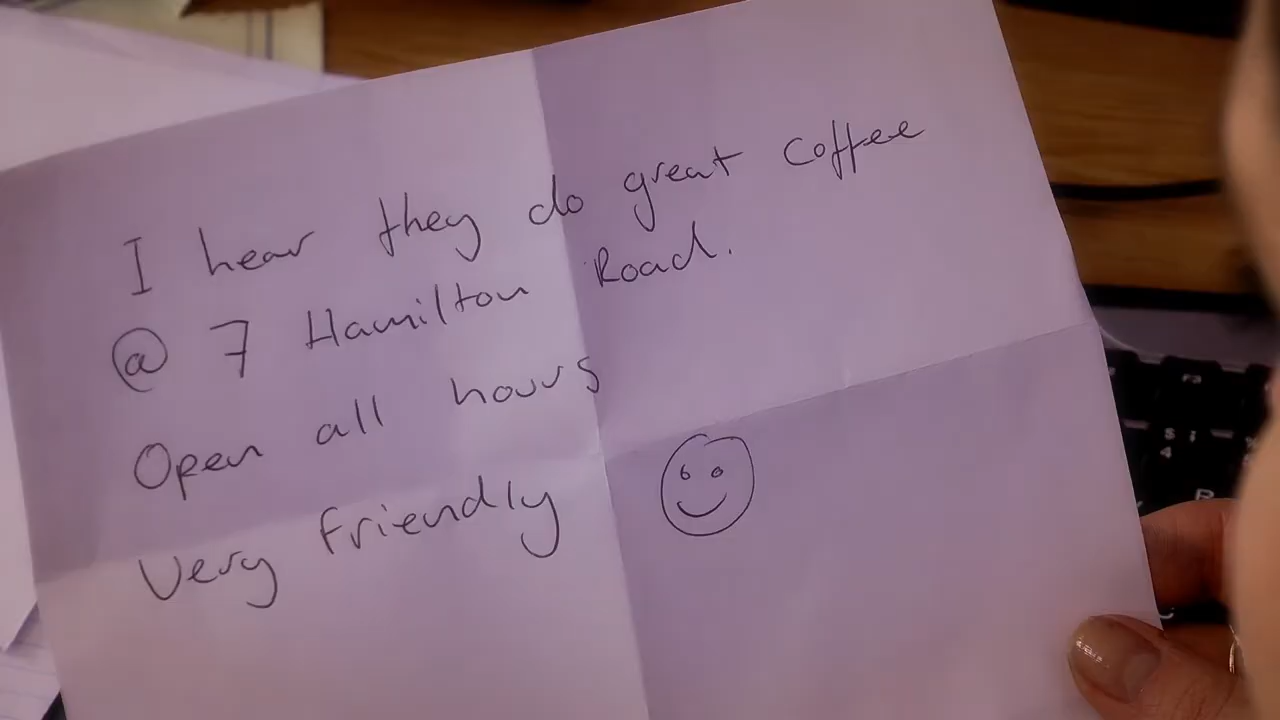 I hear they do great coffee
@ 7 Hamilton Road.
Open all hours
Very friendly